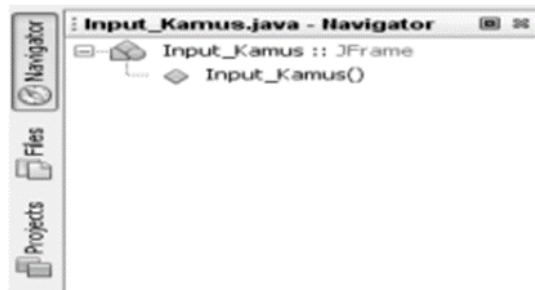 Input_Kamus.java - Navigator
Input_Kamus :: JFrame
Input_Kamus()
Navigator
Files
Projects